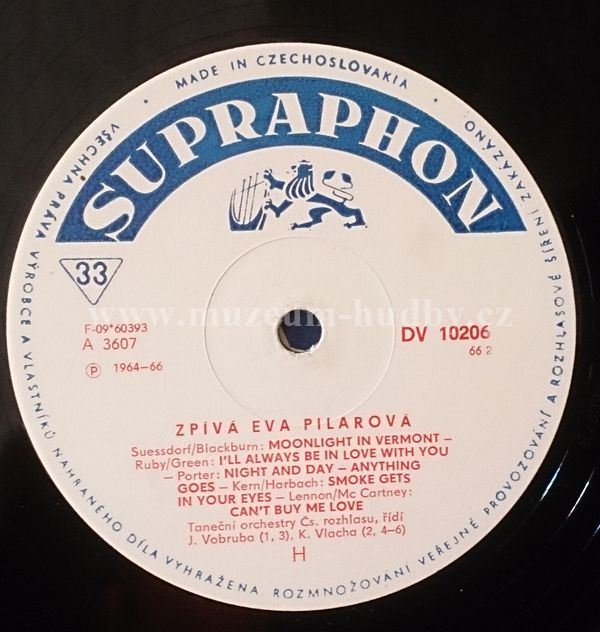 • MADE IN CZECHOSLOVAKIA •
SUPRAPHON
33
www.muzeum-hudby.cz
F-09*60393
A 3607
Ⓟ 1964—66
DV 10206
66 2
ZPÍVÁ EVA PILAROVÁ
Suessdorf/Blackburn: MOONLIGHT IN VERMONT —
Ruby/Green: I'LL ALWAYS BE IN LOVE WITH YOU
— Porter: NIGHT AND DAY — ANYTHING
GOES — Kern/Harbach: SMOKE GETS
IN YOUR EYES — Lennon/Mc Cartney:
CAN'T BUY ME LOVE
Taneční orchestry Čs. rozhlasu, řídí
J. Vobruba (1, 3), K. Vlacha (2, 4—6)
H
VŠECHNA PRÁVA VÝROBCE A VLASTNÍKŮ NAHRANÉHO DÍLA VYHRAŽENA. ROZMNOŽOVÁNÍ VEŘEJNÉ PROVOZOVÁNÍ A ROZHLASOVÉ ŠÍŘENÍ ZAKÁZÁNO